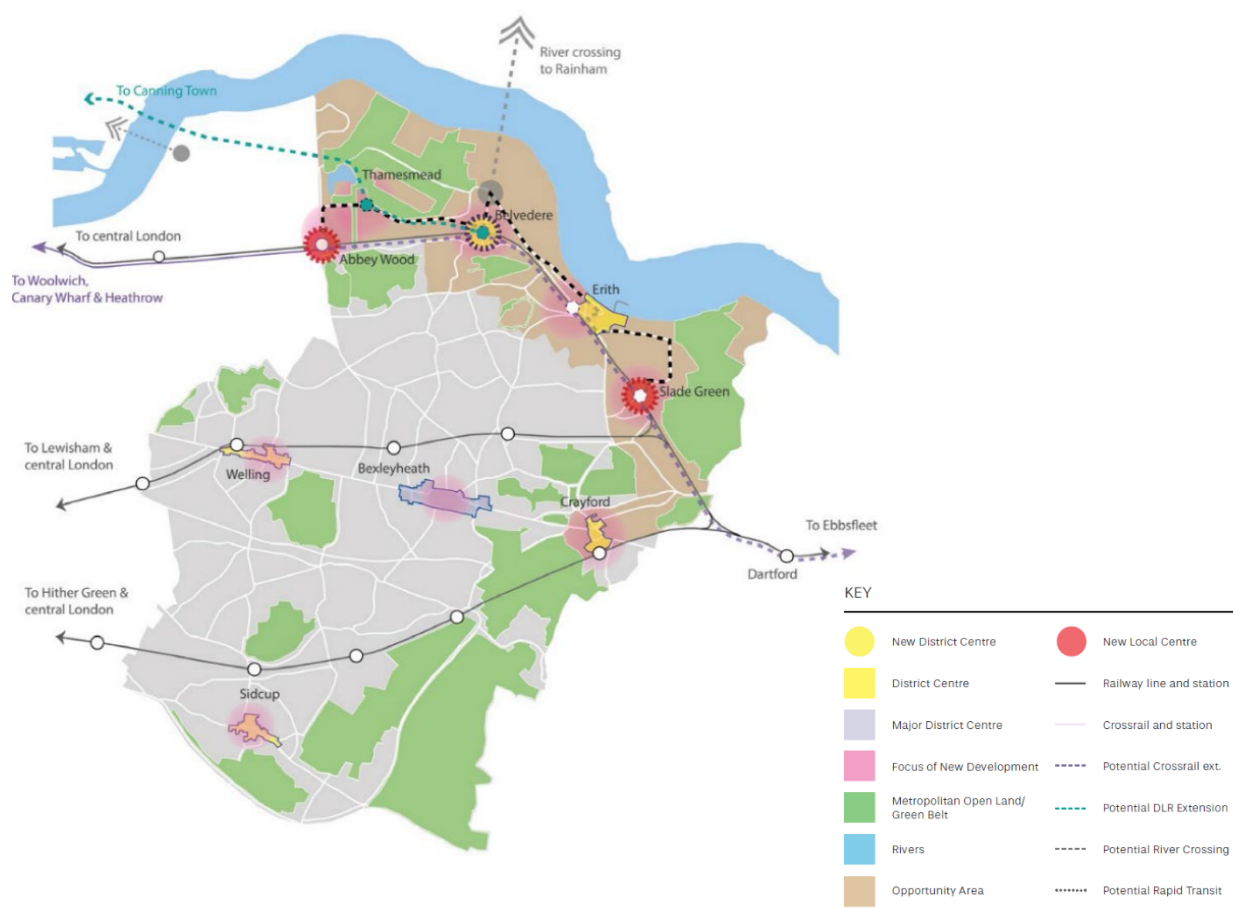 River crossing
to Rainham
To Canning Town
Thamesmead
Belvedere
To central London
Abbey Wood
To Woolwich,
Canary Wharf & Heathrow
Erith
Slade Green
To Lewisham &
central London
Welling
Bexleyheath
Crayford
To Ebbsfleet
Dartford
To Hither Green &
central London
Sidcup
KEY
New District Centre
New Local Centre
District Centre
Railway line and station
Major District Centre
Crossrail and station
Focus of New Development
Potential Crossrail ext.
Metropolitan Open Land/
Green Belt
Potential DLR Extension
Rivers
Potential River Crossing
Opportunity Area
Potential Rapid Transit